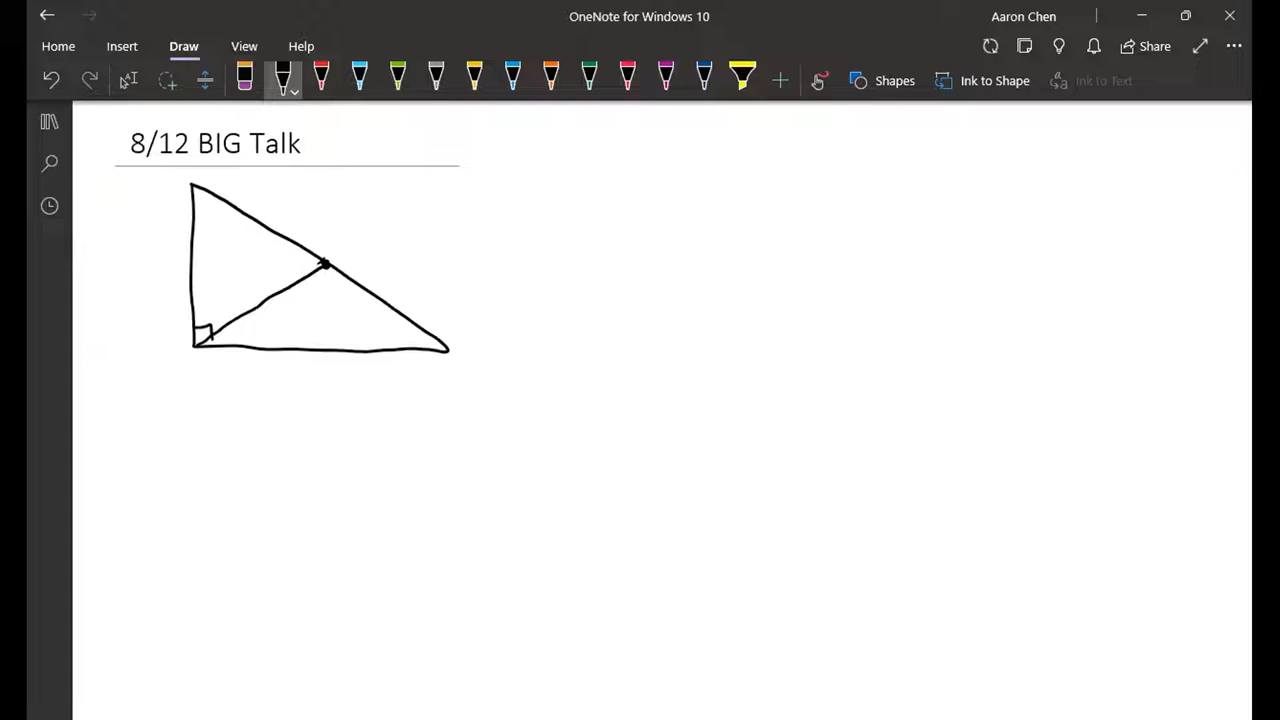 OneNote for Windows 10
Aaron Chen
Home Insert Draw View Help
Share
Shapes
Ink to Shape
Ink to Text
8/12 BIG Talk